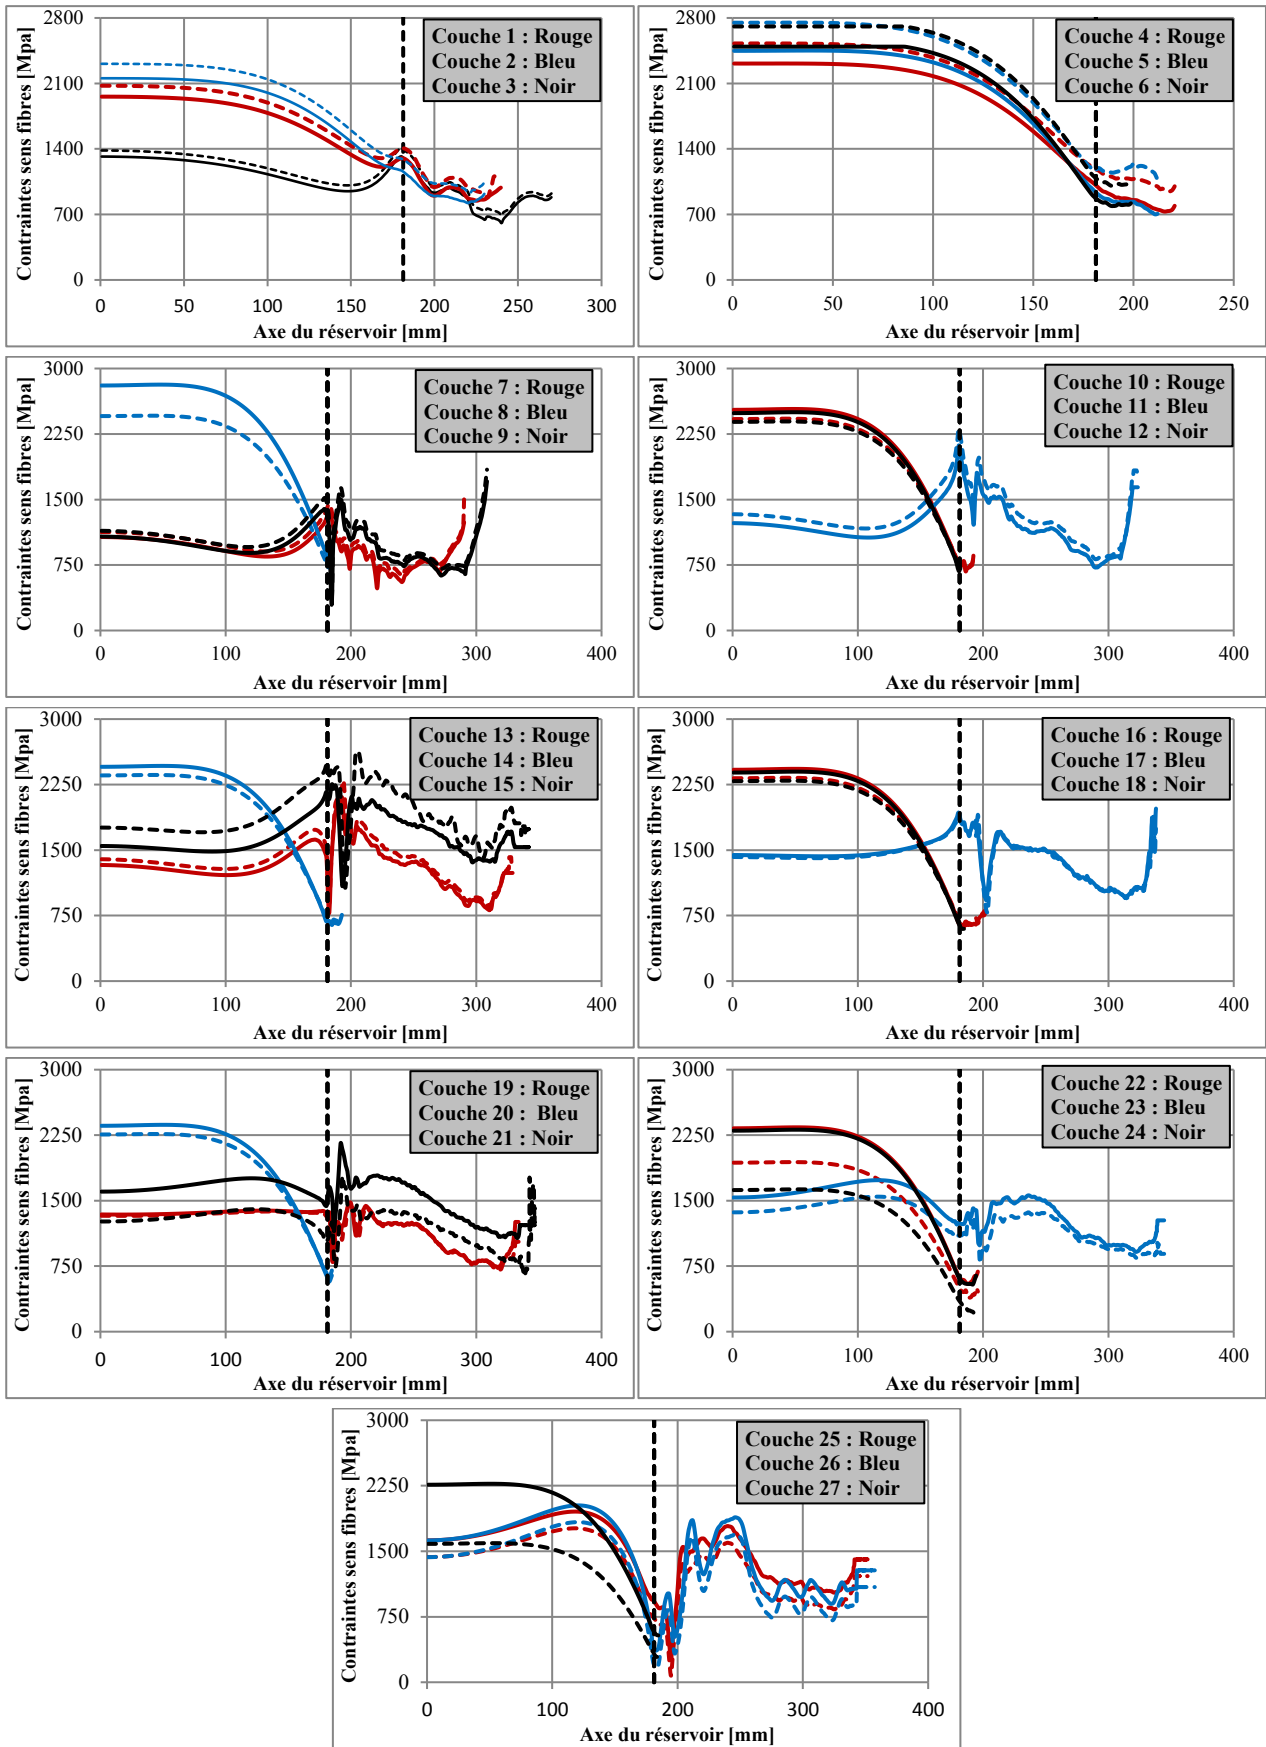 Contraintes sens fibres [Mpa]
2800
2100
1400
700
0
Couche 1 : Rouge
Couche 2 : Bleu
Couche 3 : Noir
0 50 100 150 200 250 300
Axe du réservoir [mm]
Contraintes sens fibres [Mpa]
2800
2100
1400
700
0
Couche 4 : Rouge
Couche 5 : Bleu
Couche 6 : Noir
0 50 100 150 200 250
Axe du réservoir [mm]
Contraintes sens fibres [Mpa]
3000
2250
1500
750
0
Couche 7 : Rouge
Couche 8 : Bleu
Couche 9 : Noir
0 100 200 300 400
Axe du réservoir [mm]
Contraintes sens fibres [Mpa]
3000
2250
1500
750
0
Couche 10 : Rouge
Couche 11 : Bleu
Couche 12 : Noir
0 100 200 300 400
Axe du réservoir [mm]
Contraintes sens fibres [Mpa]
3000
2250
1500
750
0
Couche 13 : Rouge
Couche 14 : Bleu
Couche 15 : Noir
0 100 200 300 400
Axe du réservoir [mm]
Contraintes sens fibres [Mpa]
3000
2250
1500
750
0
Couche 16 : Rouge
Couche 17 : Bleu
Couche 18 : Noir
0 100 200 300 400
Axe du réservoir [mm]
Contraintes sens fibres [Mpa]
3000
2250
1500
750
0
Couche 19 : Rouge
Couche 20 : Bleu
Couche 21 : Noir
0 100 200 300 400
Axe du réservoir [mm]
Contraintes sens fibres [Mpa]
3000
2250
1500
750
0
Couche 22 : Rouge
Couche 23 : Bleu
Couche 24 : Noir
0 100 200 300 400
Axe du réservoir [mm]
Contraintes sens fibres [Mpa]
3000
2250
1500
750
0
Couche 25 : Rouge
Couche 26 : Bleu
Couche 27 : Noir
0 100 200 300 400
Axe du réservoir [mm]